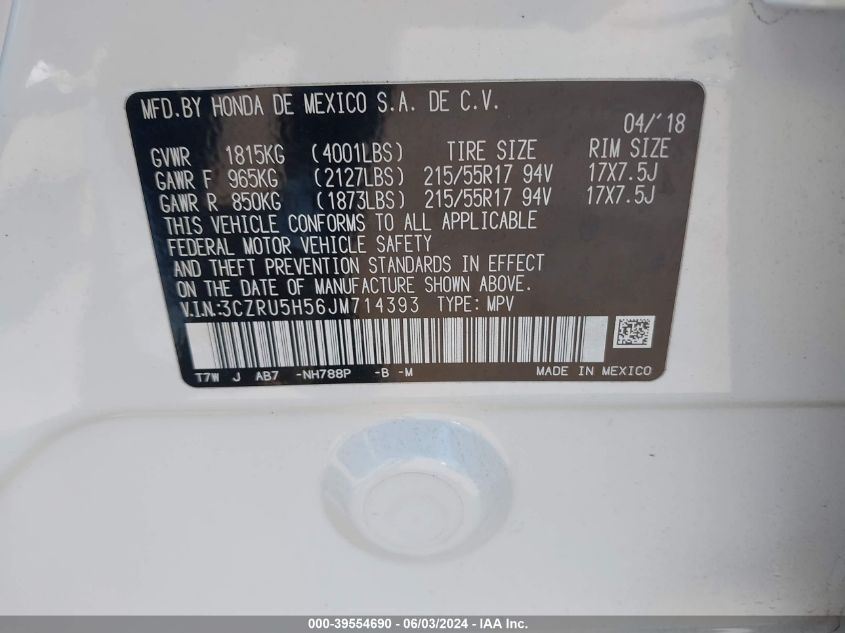 MFD.BY HONDA DE MEXICO S.A. DE C.V.
04/'18
GVWR 1815KG (4001LBS) TIRE SIZE RIM SIZE
GAWR F 965KG (2127LBS) 215/55R17 94V 17X7.5J
GAWR R 850KG (1873LBS) 215/55R17 94V 17X7.5J
THIS VEHICLE CONFORMS TO ALL APPLICABLE
FEDERAL MOTOR VEHICLE SAFETY
AND THEFT PREVENTION STANDARDS IN EFFECT
ON THE DATE OF MANUFACTURE SHOWN ABOVE.
V.I.N.:3CZRU5H56JM714393 TYPE: MPV
T7W J AB7 -NH788P -B -M MADE IN MEXICO
000-39554690 - 06/03/2024 - IAA Inc.